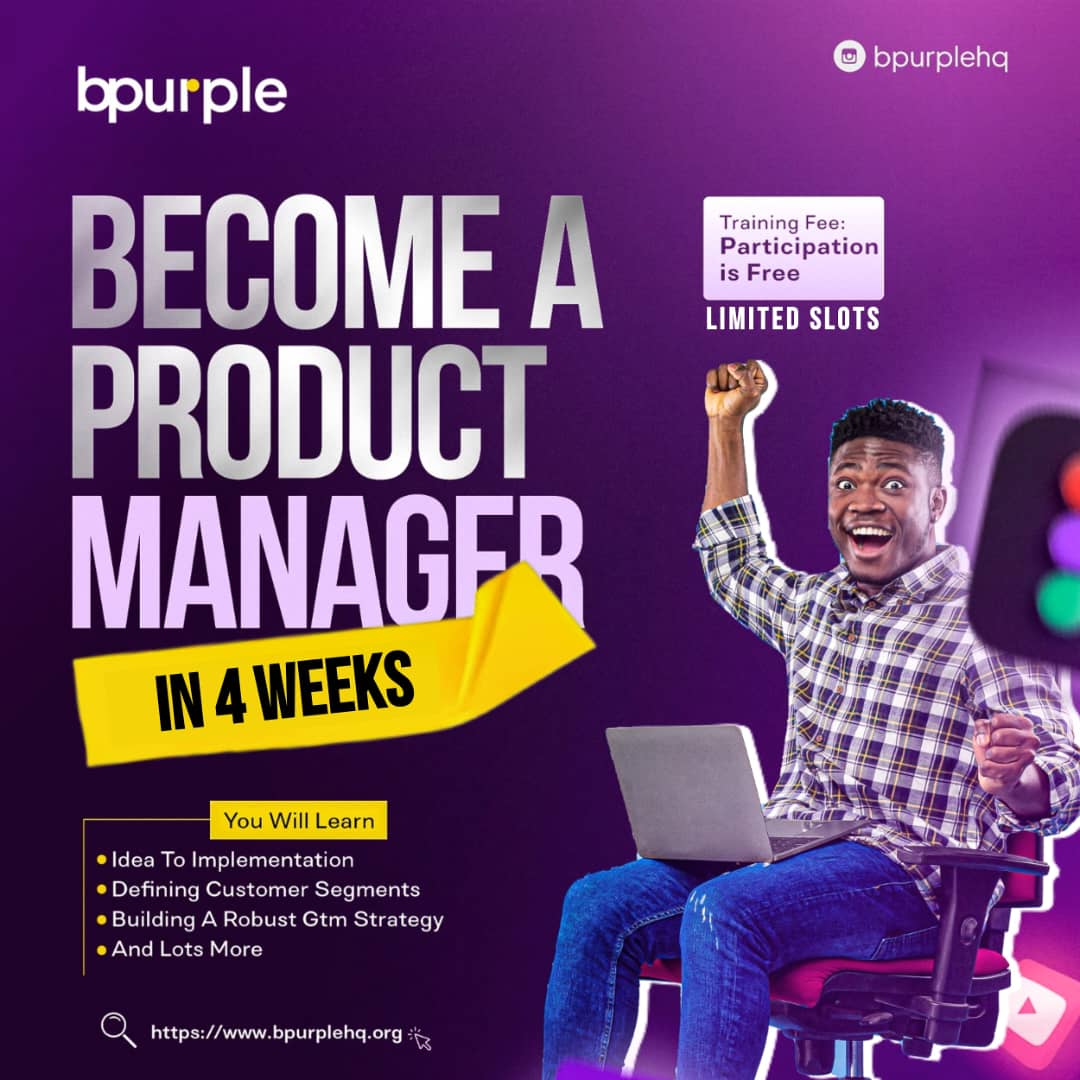 bpurple
bpurplehq
BECOME A
PRODUCT
MANAGER
IN 4 WEEKS
Training Fee:
Participation
is Free
LIMITED SLOTS
You Will Learn
Idea To Implementation
Defining Customer Segments
Building A Robust Gtm Strategy
And Lots More
https://www.bpurplehq.org